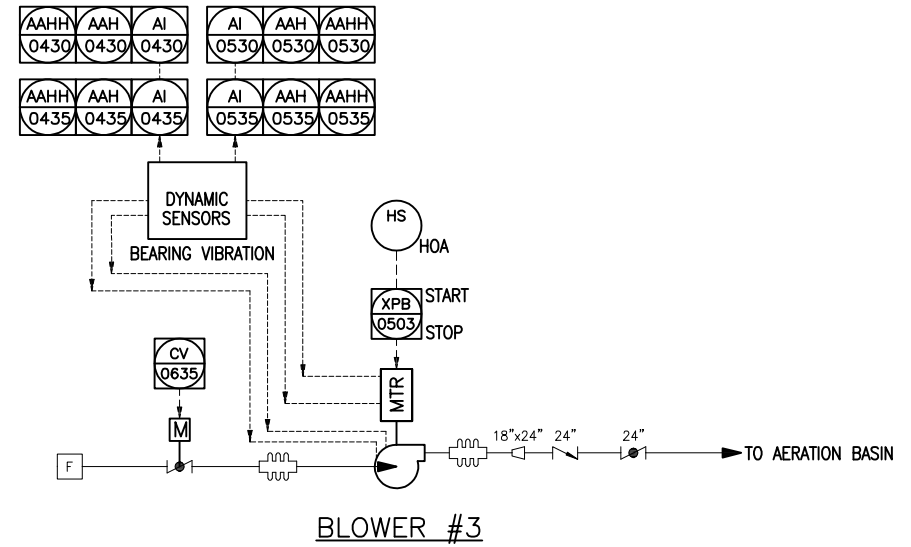 AAHH AAH AI AI AAH AAHH
0430 0430 0430 0530 0530 0530
AAHH AAH AI AI AAH AAHH
0435 0435 0435 0535 0535 0535
DYNAMIC
SENSORS
BEARING VIBRATION
HS
HOA
XPB
0503
START
STOP
CV
0635
M
MTR
F
18"x24"
24"
24"
TO AERATION BASIN
BLOWER #3